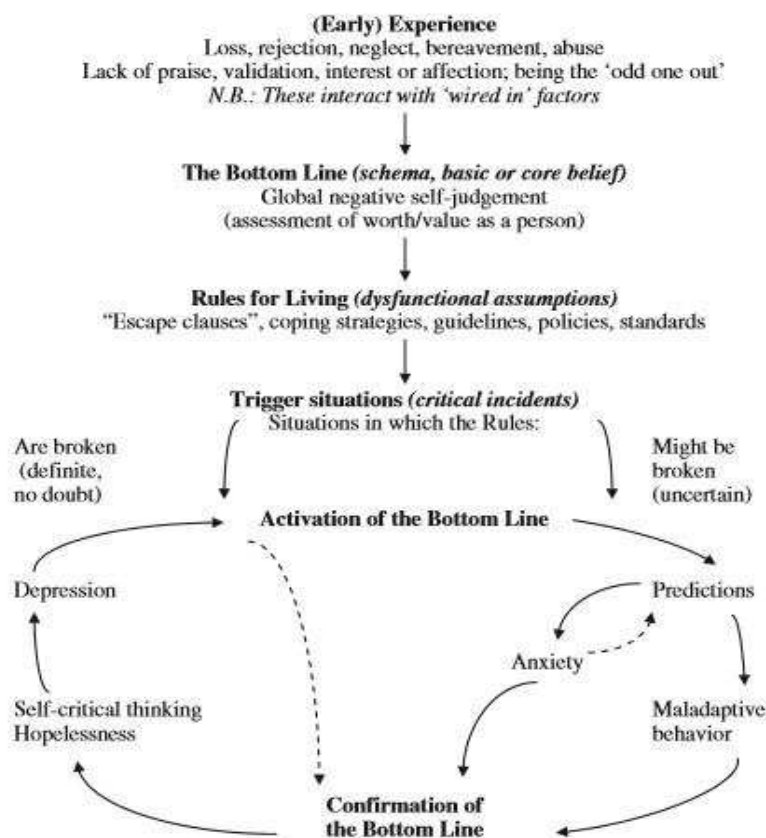 (Early) Experience
Loss, rejection, neglect, bereavement, abuse
Lack of praise, validation, interest or affection; being the ‘odd one out’
N.B.: These interact with ‘wired in’ factors
The Bottom Line (schema, basic or core belief)
Global negative self-judgement
(assessment of worth/value as a person)
Rules for Living (dysfunctional assumptions)
“Escape clauses”, coping strategies, guidelines, policies, standards
Trigger situations (critical incidents)
Situations in which the Rules:
Are broken
(definite,
no doubt)
Might be
broken
(uncertain)
Activation of the Bottom Line
Depression
Predictions
Anxiety
Self-critical thinking
Hopelessness
Maladaptive
behavior
Confirmation of
the Bottom Line